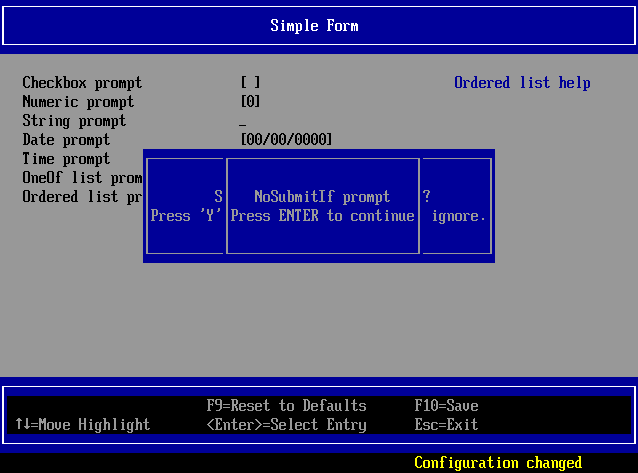 Simple Form
Checkbox prompt [ ] Ordered list help
Numeric prompt [0]
String prompt _
Date prompt [00/00/0000]
Time prompt
OneOf list prom
Ordered list pr S NoSubmitIf prompt ?
Press 'Y' Press ENTER to continue ignore.
F9=Reset to Defaults F10=Save
↑↓=Move Highlight <Enter>=Select Entry Esc=Exit
Configuration changed